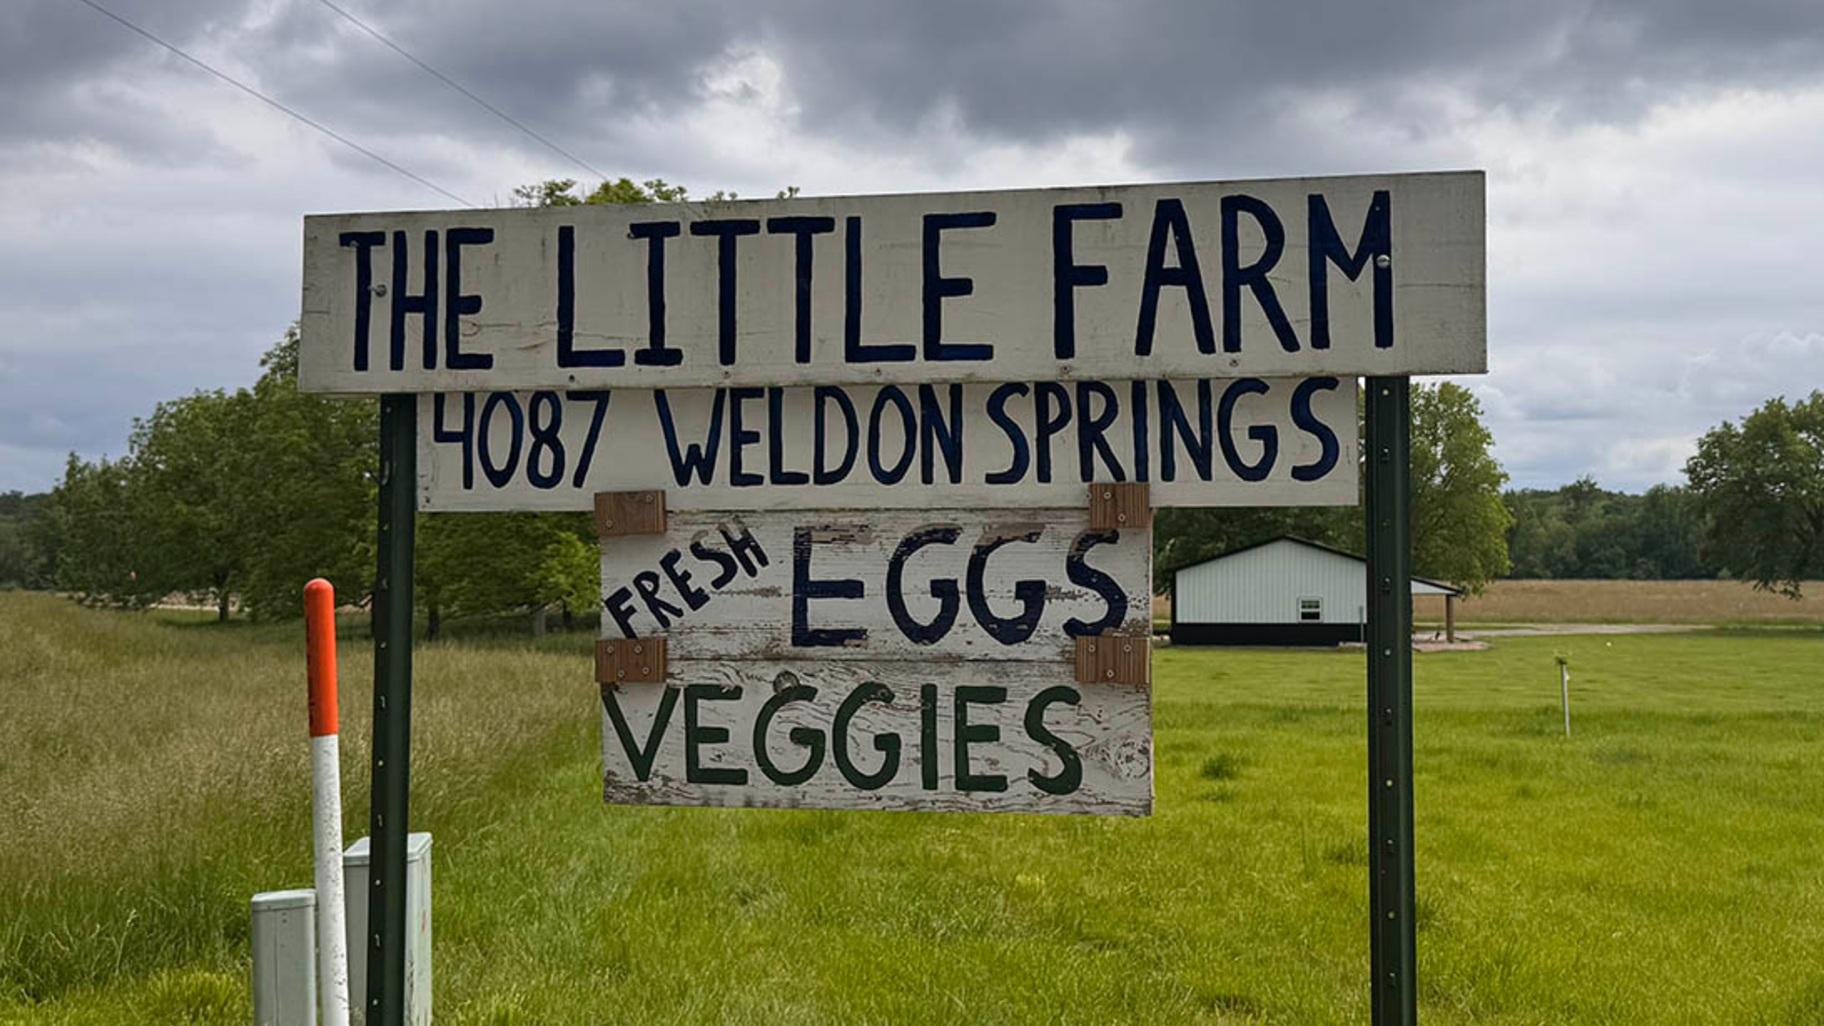 THE LITTLE FARM
4087 WELDON SPRINGS
FRESH EGGS
VEGGIES